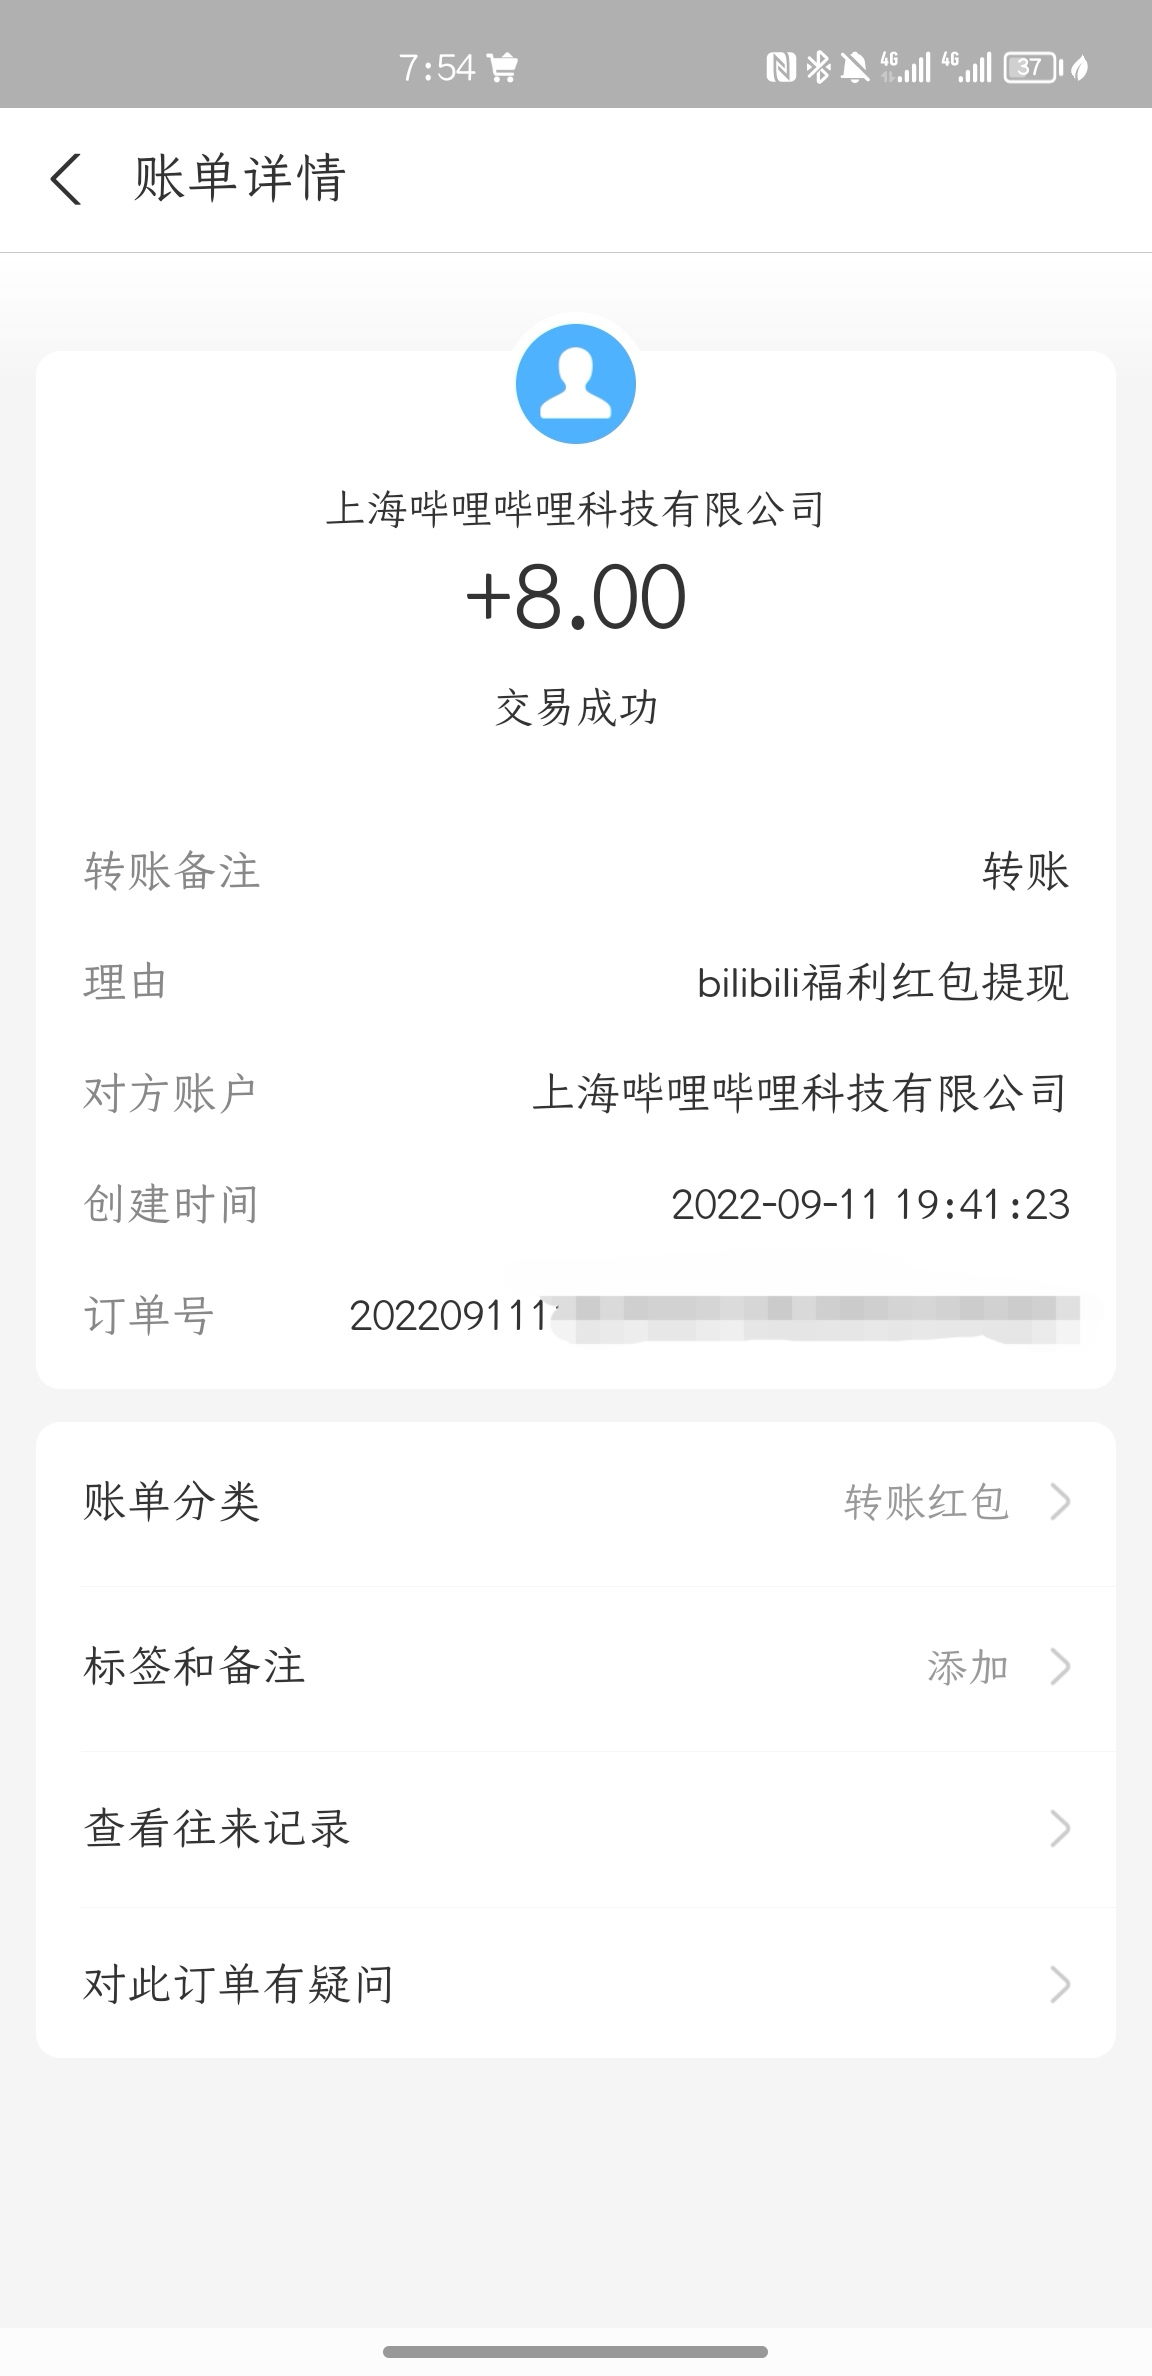 7:54
4G 4G 37
账单详情
上海哔哩哔哩科技有限公司
+8.00
交易成功
转账备注 转账
理由 bilibili福利红包提现
对方账户 上海哔哩哔哩科技有限公司
创建时间 2022-09-11 19:41:23
订单号 202209111
账单分类 转账红包
标签和备注 添加
查看往来记录
对此订单有疑问